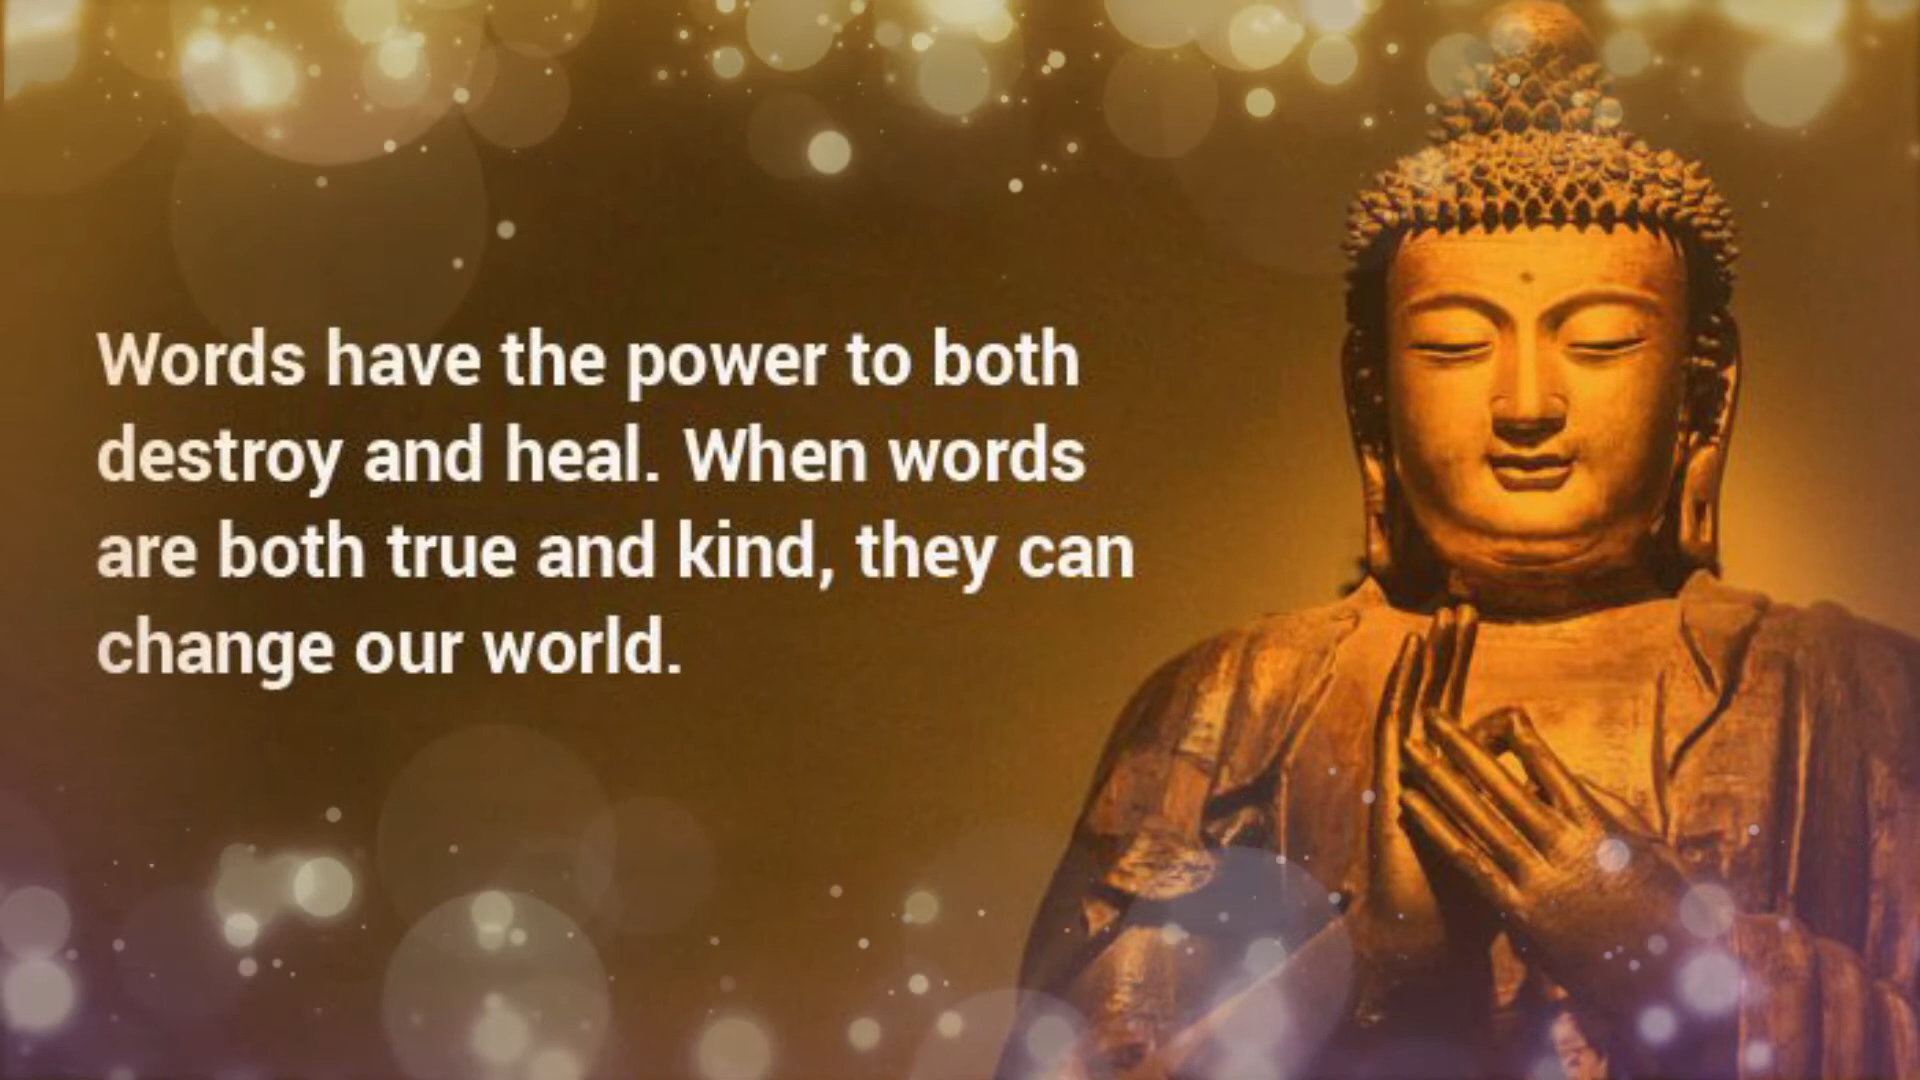 Words have the power to both
destroy and heal. When words
are both true and kind, they can
change our world.